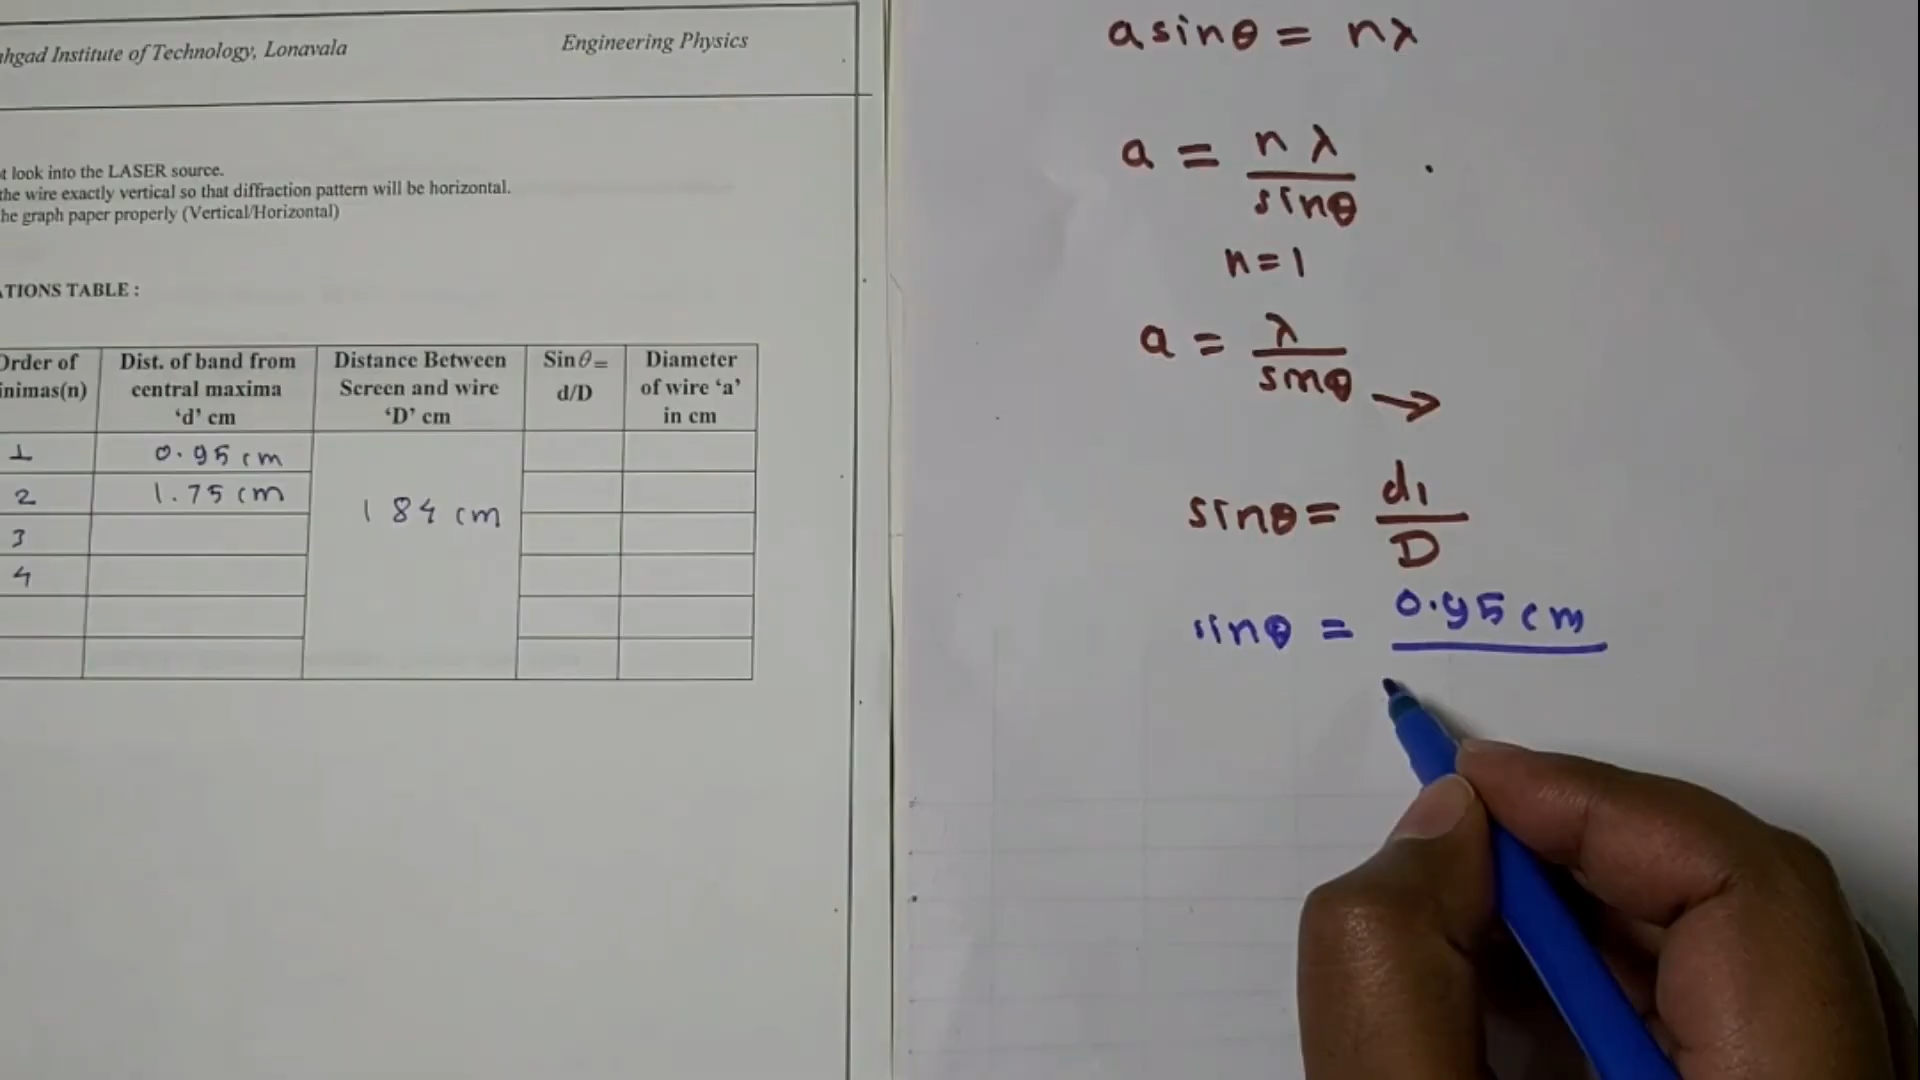 ahgad Institute of Technology, Lonavala Engineering Physics
t look into the LASER source.
the wire exactly vertical so that diffraction pattern will be horizontal.
he graph paper properly (Vertical/Horizontal)
ATIONS TABLE :
Order of Dist. of band from Distance Between Sinθ= Diameter
inimas(n) central maxima Screen and wire d/D of wire ‘a’
‘d’ cm ‘D’ cm in cm
1 0.95 cm
2 1.75 cm 184 cm
3
4
a sinθ = nλ
a = nλ / sinθ
n=1
a = λ / sinθ →
sinθ = d1 / D
sinθ = 0.95 cm